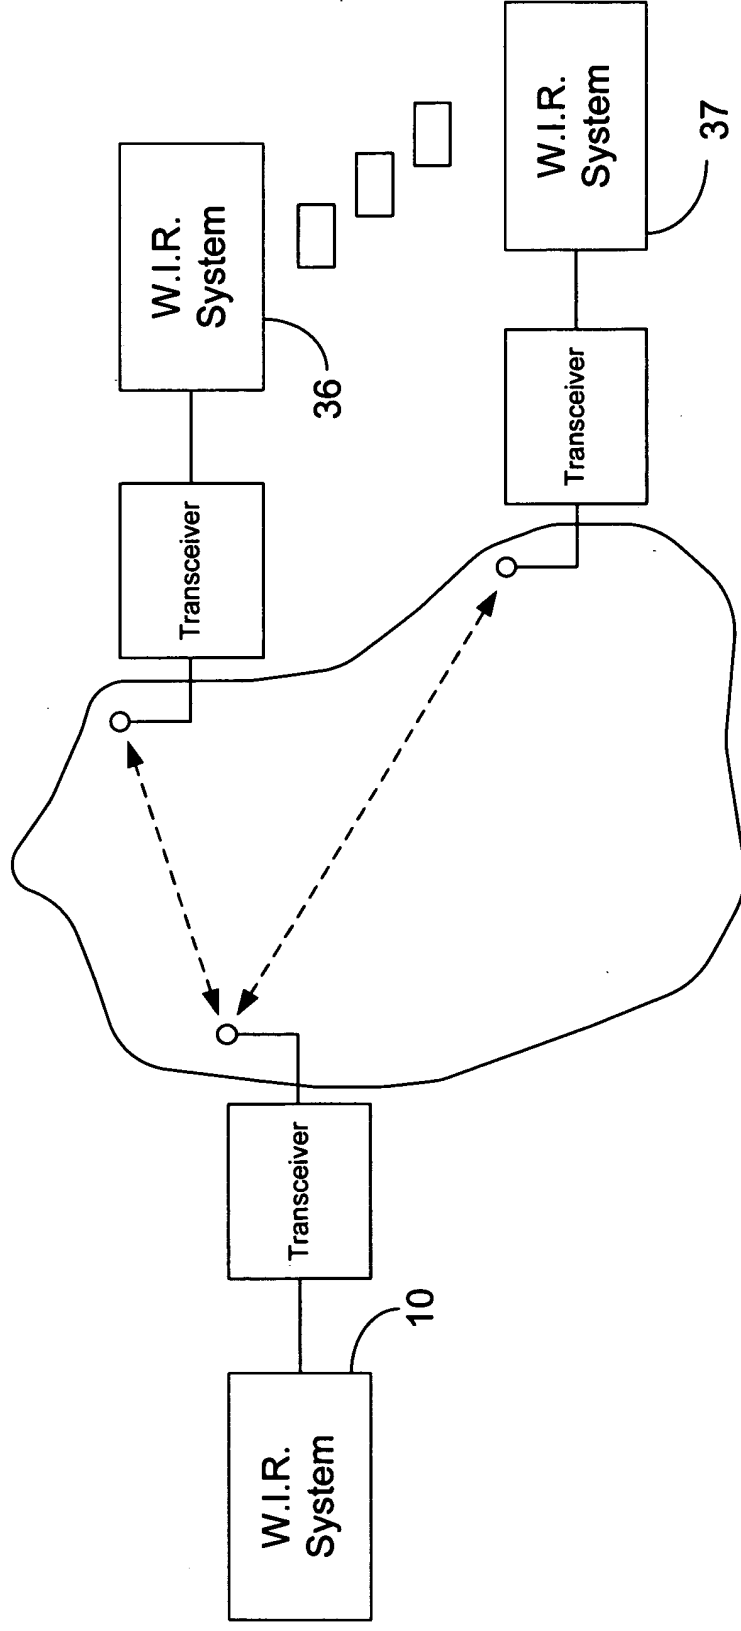 W.I.R.
System
Transceiver
10
Transceiver
W.I.R.
System
36
Transceiver
W.I.R.
System
37